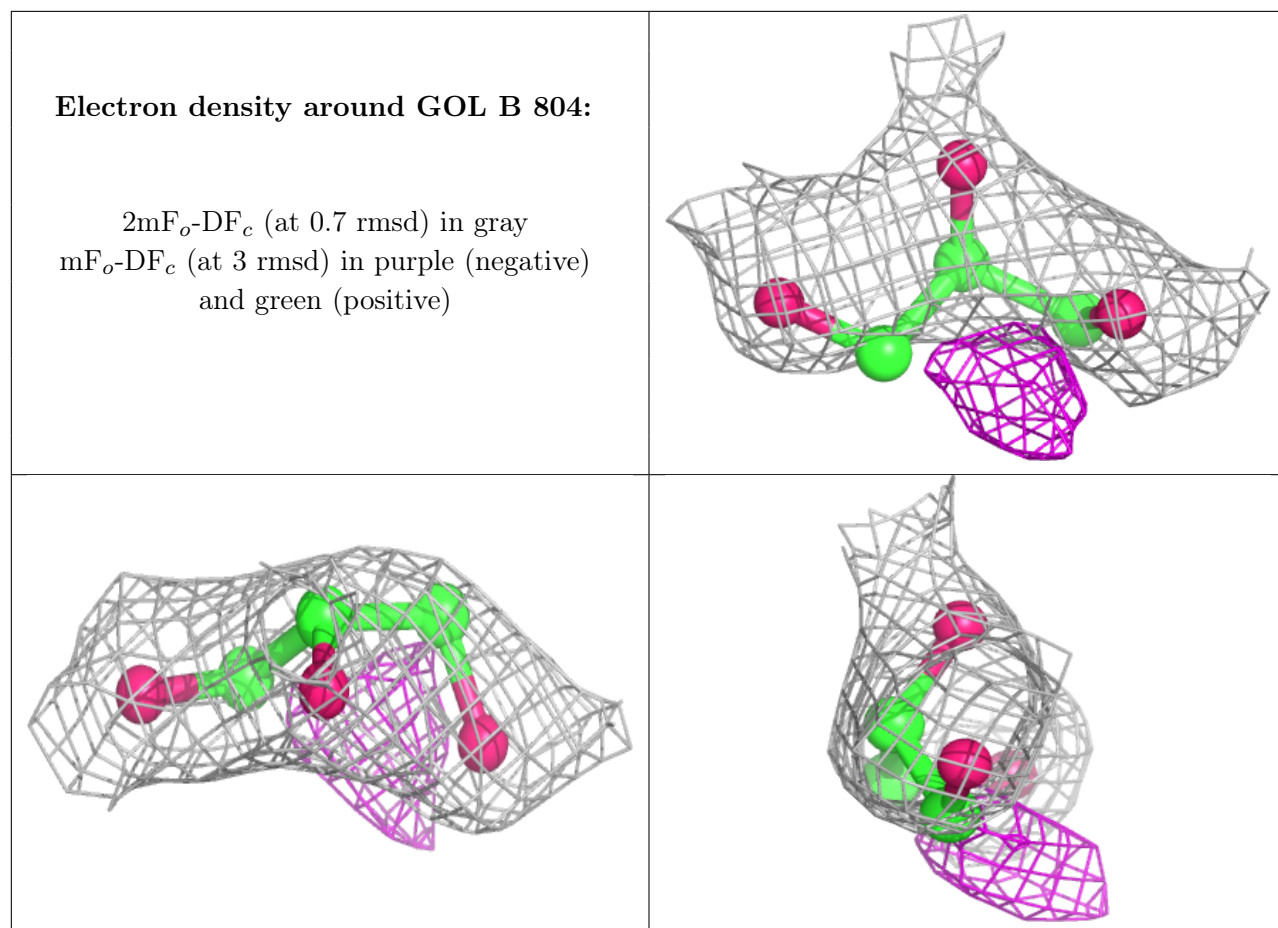 Electron density around GOL B 804:
2mFo-DFc (at 0.7 rmsd) in gray
mFo-DFc (at 3 rmsd) in purple (negative)
and green (positive)